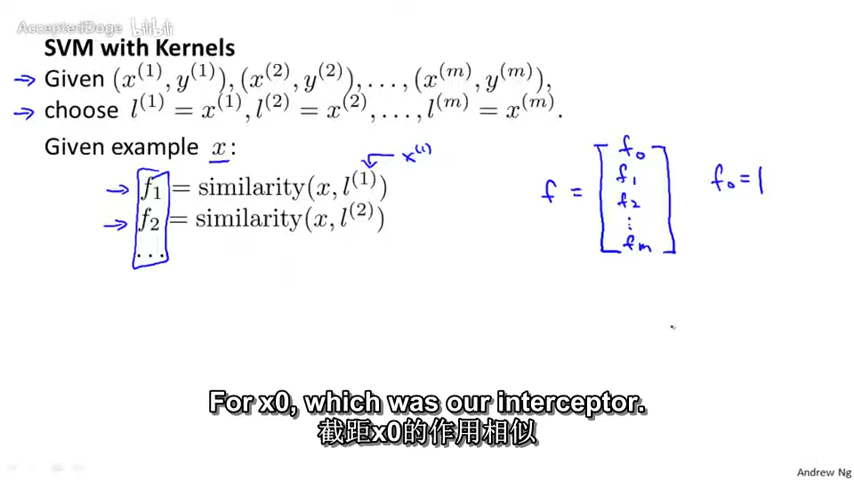 AcceptedDoge bilibili
SVM with Kernels
→ Given (x⁽¹⁾, y⁽¹⁾), (x⁽²⁾, y⁽²⁾), . . . , (x⁽ᵐ⁾, y⁽ᵐ⁾),
→ choose l⁽¹⁾ = x⁽¹⁾, l⁽²⁾ = x⁽²⁾, . . . , l⁽ᵐ⁾ = x⁽ᵐ⁾.
Given example x:
x⁽¹⁾
→ f₁ = similarity(x, l⁽¹⁾)
→ f₂ = similarity(x, l⁽²⁾)
. . .
f = [f₀ f₁ f₂ ⋮ fₘ] f₀ = 1
For x0, which was our interceptor.
截距x0的作用相似
Andrew Ng